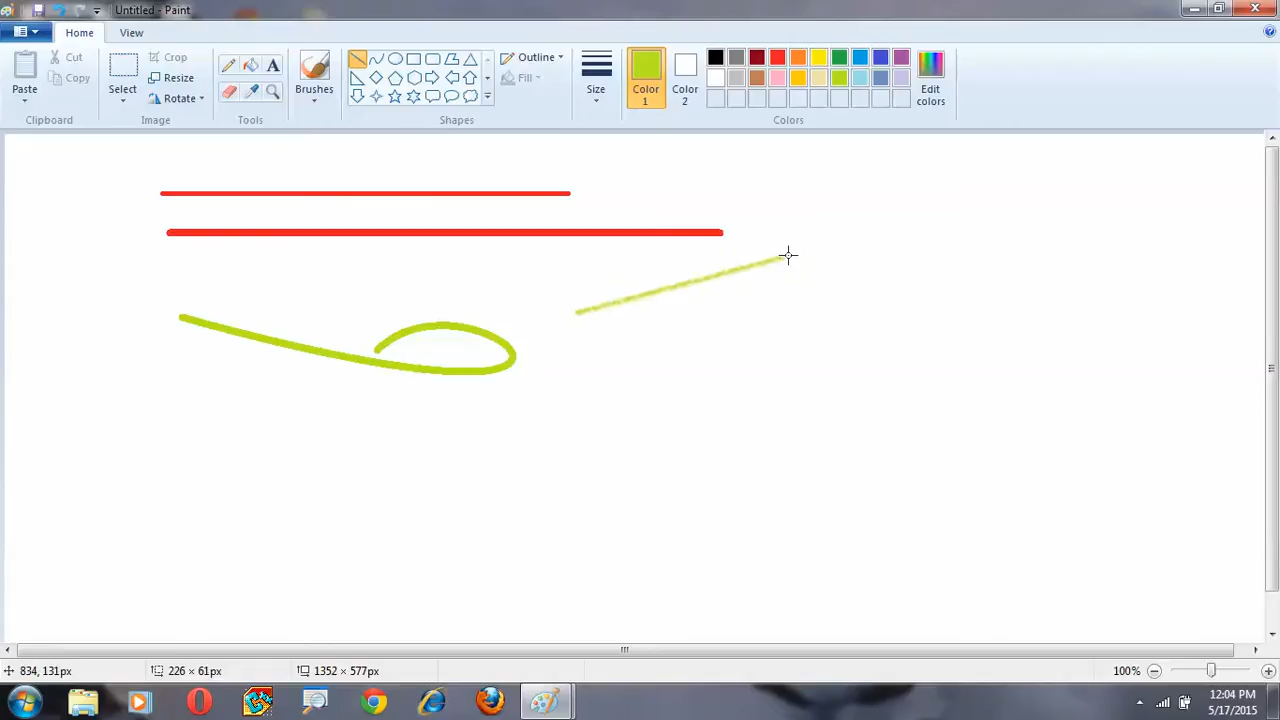 Untitled - Paint
Home View
Paste
Cut
Copy
Clipboard
Select
Crop
Resize
Rotate
Image
A
Tools
Brushes
Outline
Fill
Shapes
Size
Color 1
Color 2
Edit colors
Colors
834, 131px
226 × 61px
1352 × 577px
100%
12:04 PM
5/17/2015